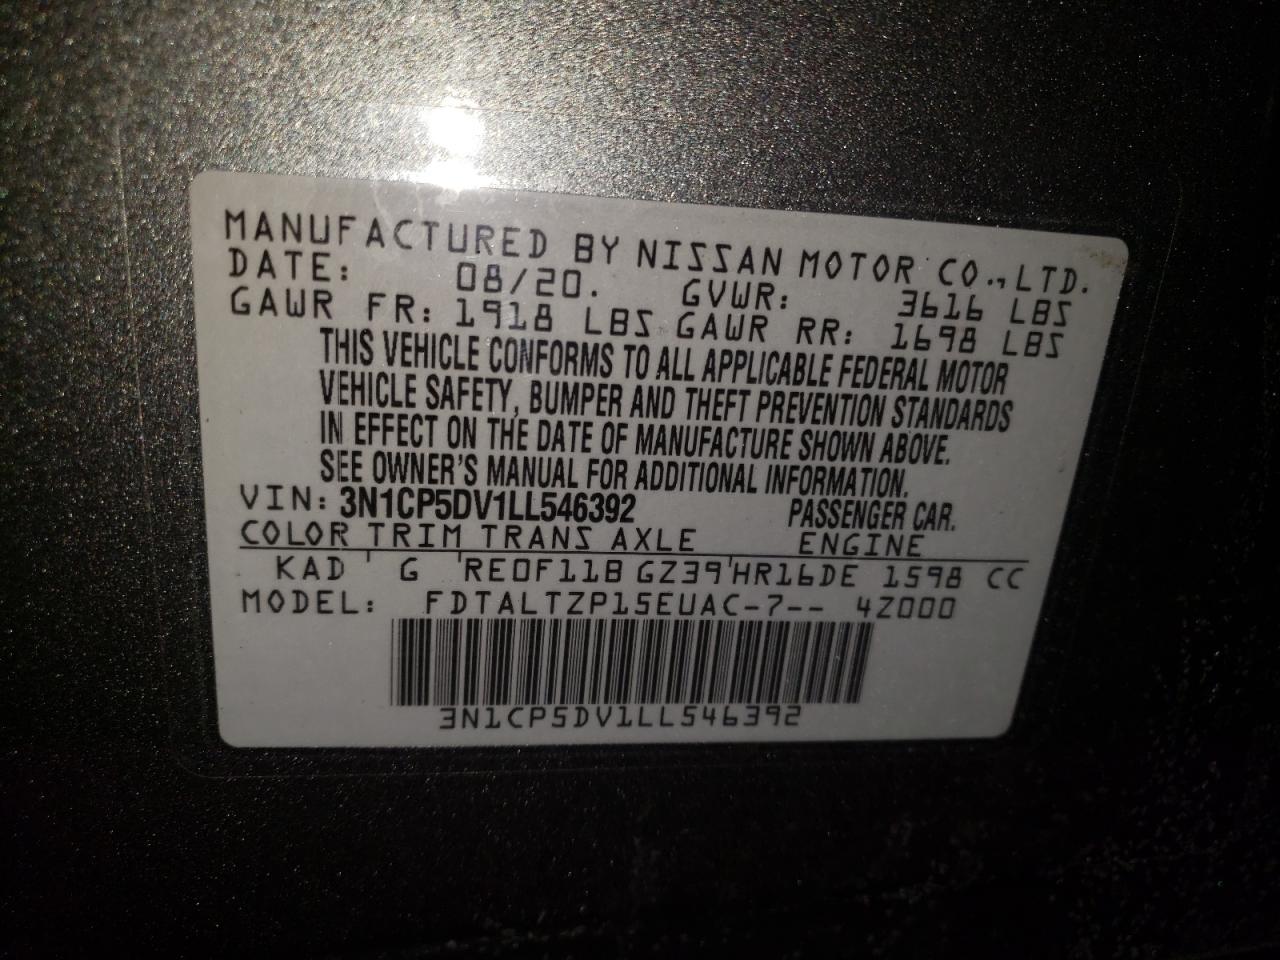 MANUFACTURED BY NISSAN MOTOR CO., LTD.
DATE: 08/20. GVWR: 3616 LBS
GAWR FR: 1918 LBS GAWR RR: 1698 LBS
THIS VEHICLE CONFORMS TO ALL APPLICABLE FEDERAL MOTOR
VEHICLE SAFETY, BUMPER AND THEFT PREVENTION STANDARDS
IN EFFECT ON THE DATE OF MANUFACTURE SHOWN ABOVE.
SEE OWNER'S MANUAL FOR ADDITIONAL INFORMATION.
VIN: 3N1CP5DV1LL546392 PASSENGER CAR.
COLOR TRIM TRANS AXLE ENGINE
KAD G RE0F11B GZ39 HR16DE 1598 CC
MODEL: FDTALTZP15EUAC-7-- 4Z000
3N1CP5DV1LL546392